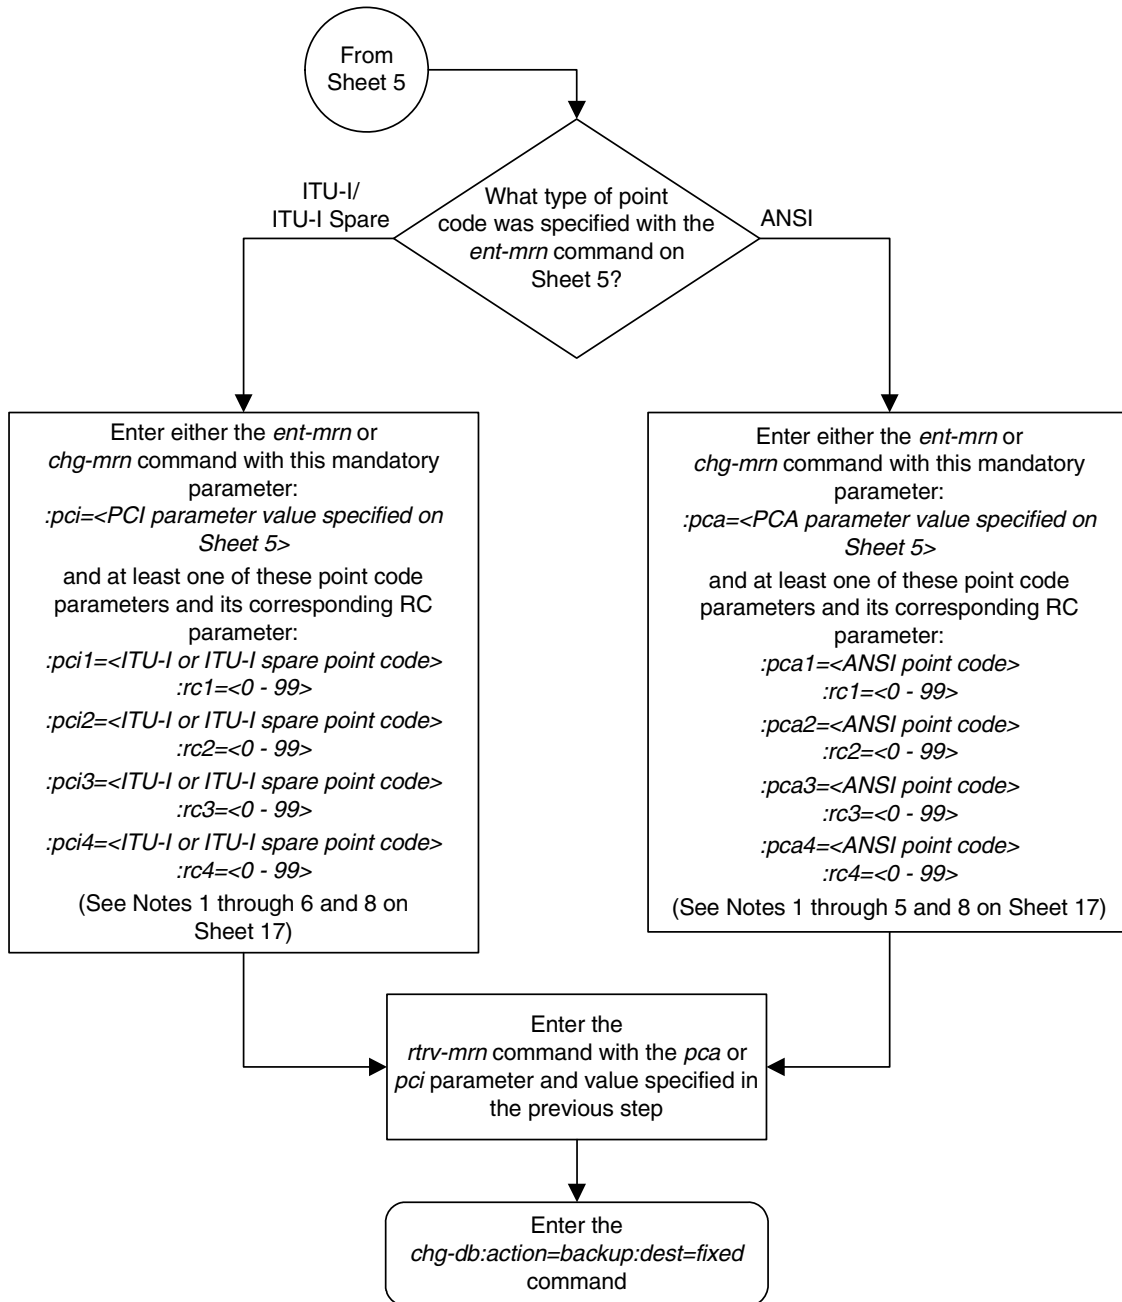 From
Sheet 5
What type of point
code was specified with the
ent-mrn command on
Sheet 5?
ITU-I/
ITU-I Spare
ANSI
Enter either the ent-mrn or
chg-mrn command with this mandatory
parameter:
:pci=<PCI parameter value specified on
Sheet 5>
and at least one of these point code
parameters and its corresponding RC
parameter:
:pci1=<ITU-I or ITU-I spare point code>
:rc1=<0 - 99>
:pci2=<ITU-I or ITU-I spare point code>
:rc2=<0 - 99>
:pci3=<ITU-I or ITU-I spare point code>
:rc3=<0 - 99>
:pci4=<ITU-I or ITU-I spare point code>
:rc4=<0 - 99>
(See Notes 1 through 6 and 8 on
Sheet 17)
Enter either the ent-mrn or
chg-mrn command with this mandatory
parameter:
:pca=<PCA parameter value specified on
Sheet 5>
and at least one of these point code
parameters and its corresponding RC
parameter:
:pca1=<ANSI point code>
:rc1=<0 - 99>
:pca2=<ANSI point code>
:rc2=<0 - 99>
:pca3=<ANSI point code>
:rc3=<0 - 99>
:pca4=<ANSI point code>
:rc4=<0 - 99>
(See Notes 1 through 5 and 8 on Sheet 17)
Enter the
rtrv-mrn command with the pca or
pci parameter and value specified in
the previous step
Enter the
chg-db:action=backup:dest=fixed
command